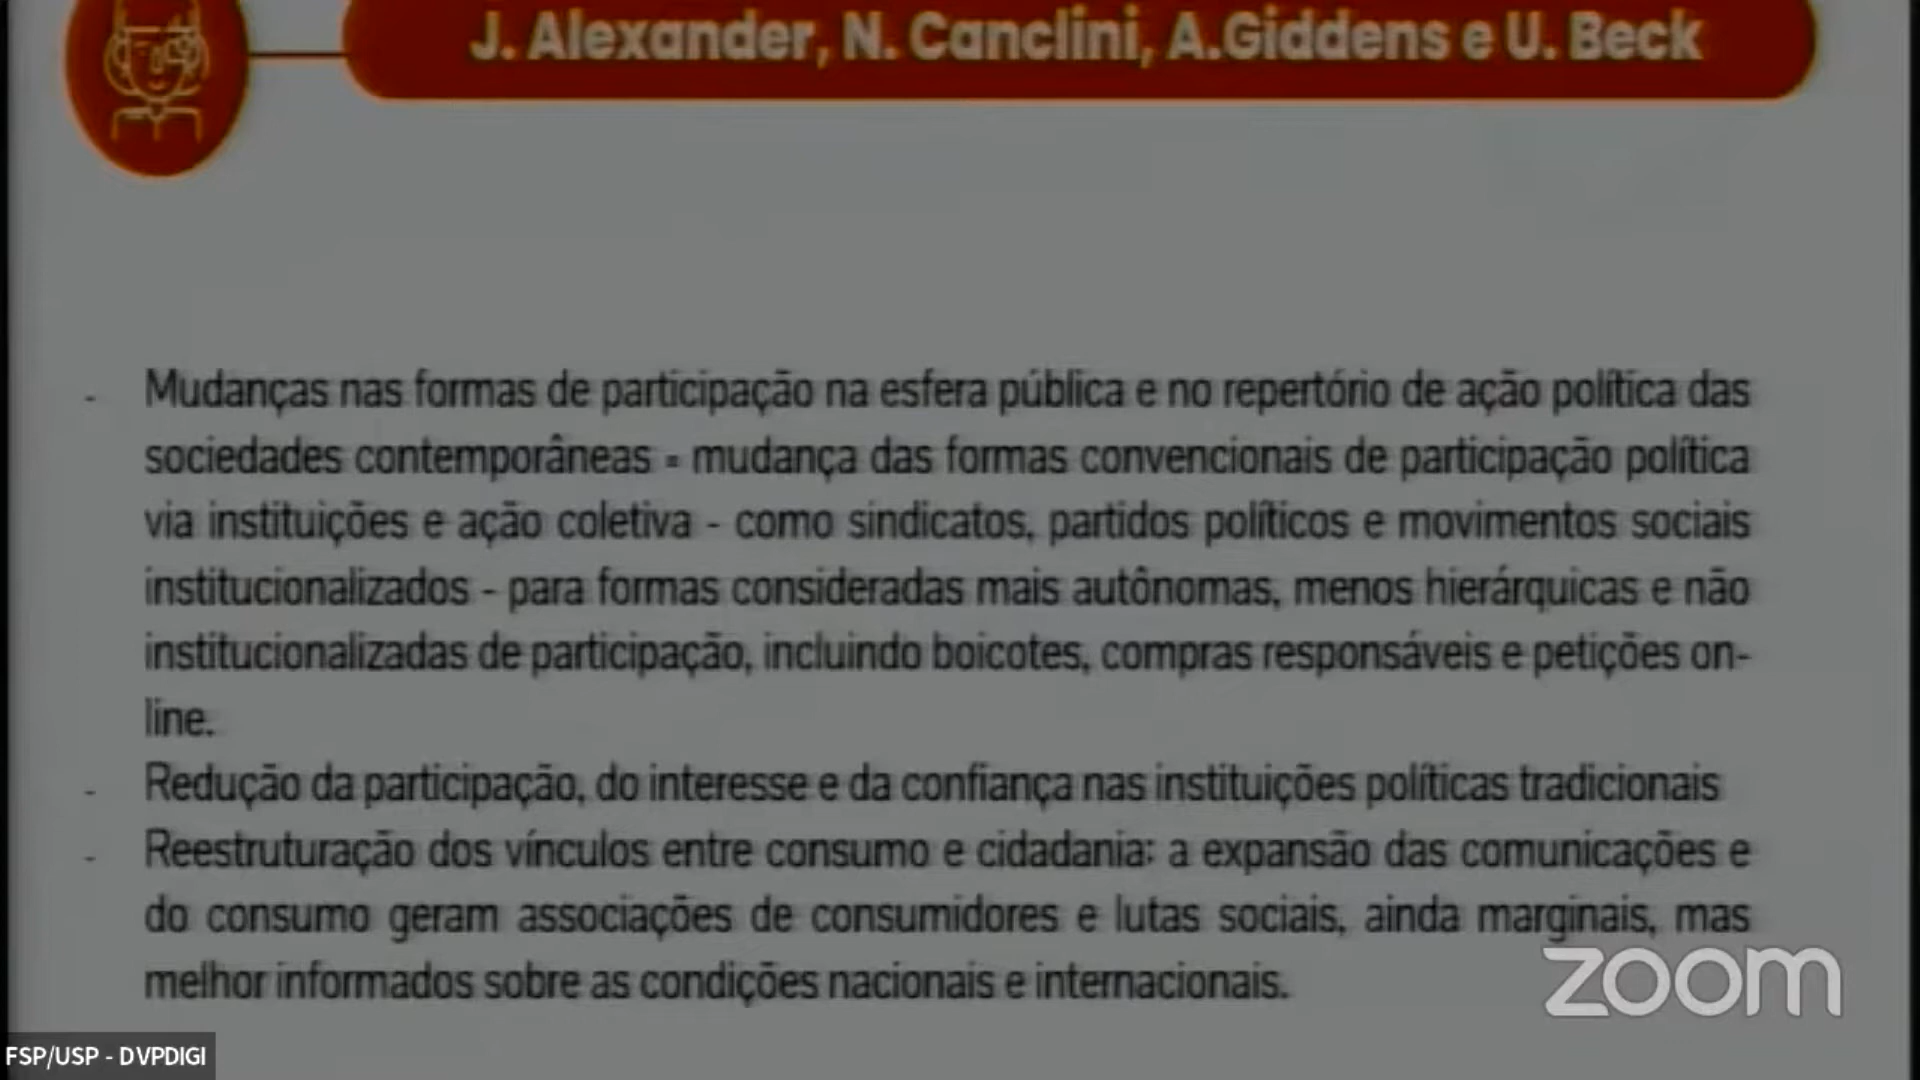 J. Alexander, N. Canclini, A.Giddens e U. Beck
- Mudanças nas formas de participação na esfera pública e no repertório de ação política das
sociedades contemporâneas - mudança das formas convencionais de participação política
via instituições e ação coletiva - como sindicatos, partidos políticos e movimentos sociais
institucionalizados - para formas consideradas mais autônomas, menos hierárquicas e não
institucionalizadas de participação, incluindo boicotes, compras responsáveis e petições on-
line.
- Redução da participação, do interesse e da confiança nas instituições políticas tradicionais
- Reestruturação dos vínculos entre consumo e cidadania: a expansão das comunicações e
do consumo geram associações de consumidores e lutas sociais, ainda marginais, mas
melhor informados sobre as condições nacionais e internacionais.
zoom
FSP/USP - DVPDIGI